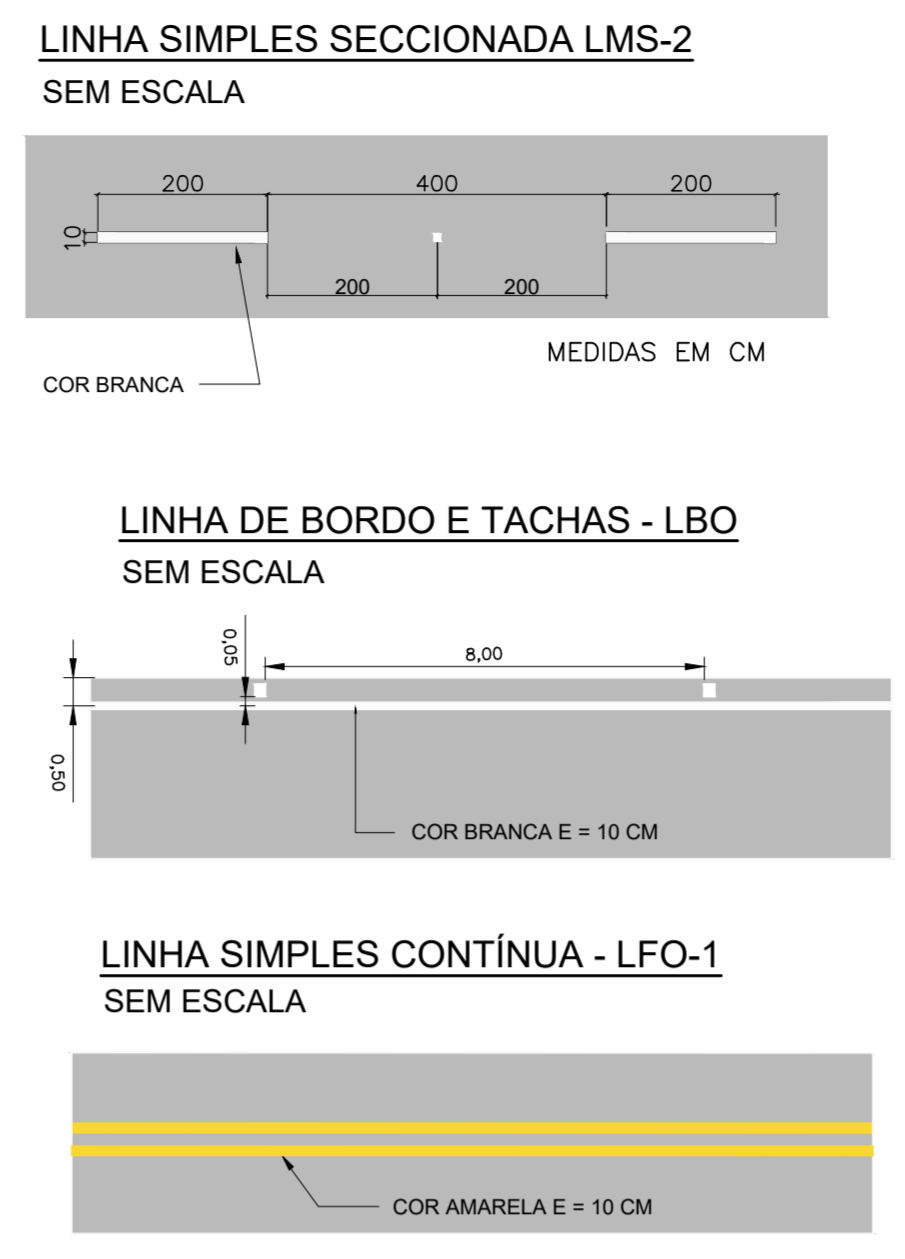 LINHA SIMPLES SECCIONADA LMS-2
SEM ESCALA
200 400 200
10
200 200
MEDIDAS EM CM
COR BRANCA
LINHA DE BORDO E TACHAS - LBO
SEM ESCALA
0,05
8,00
0,50
COR BRANCA E = 10 CM
LINHA SIMPLES CONTÍNUA - LFO-1
SEM ESCALA
COR AMARELA E = 10 CM